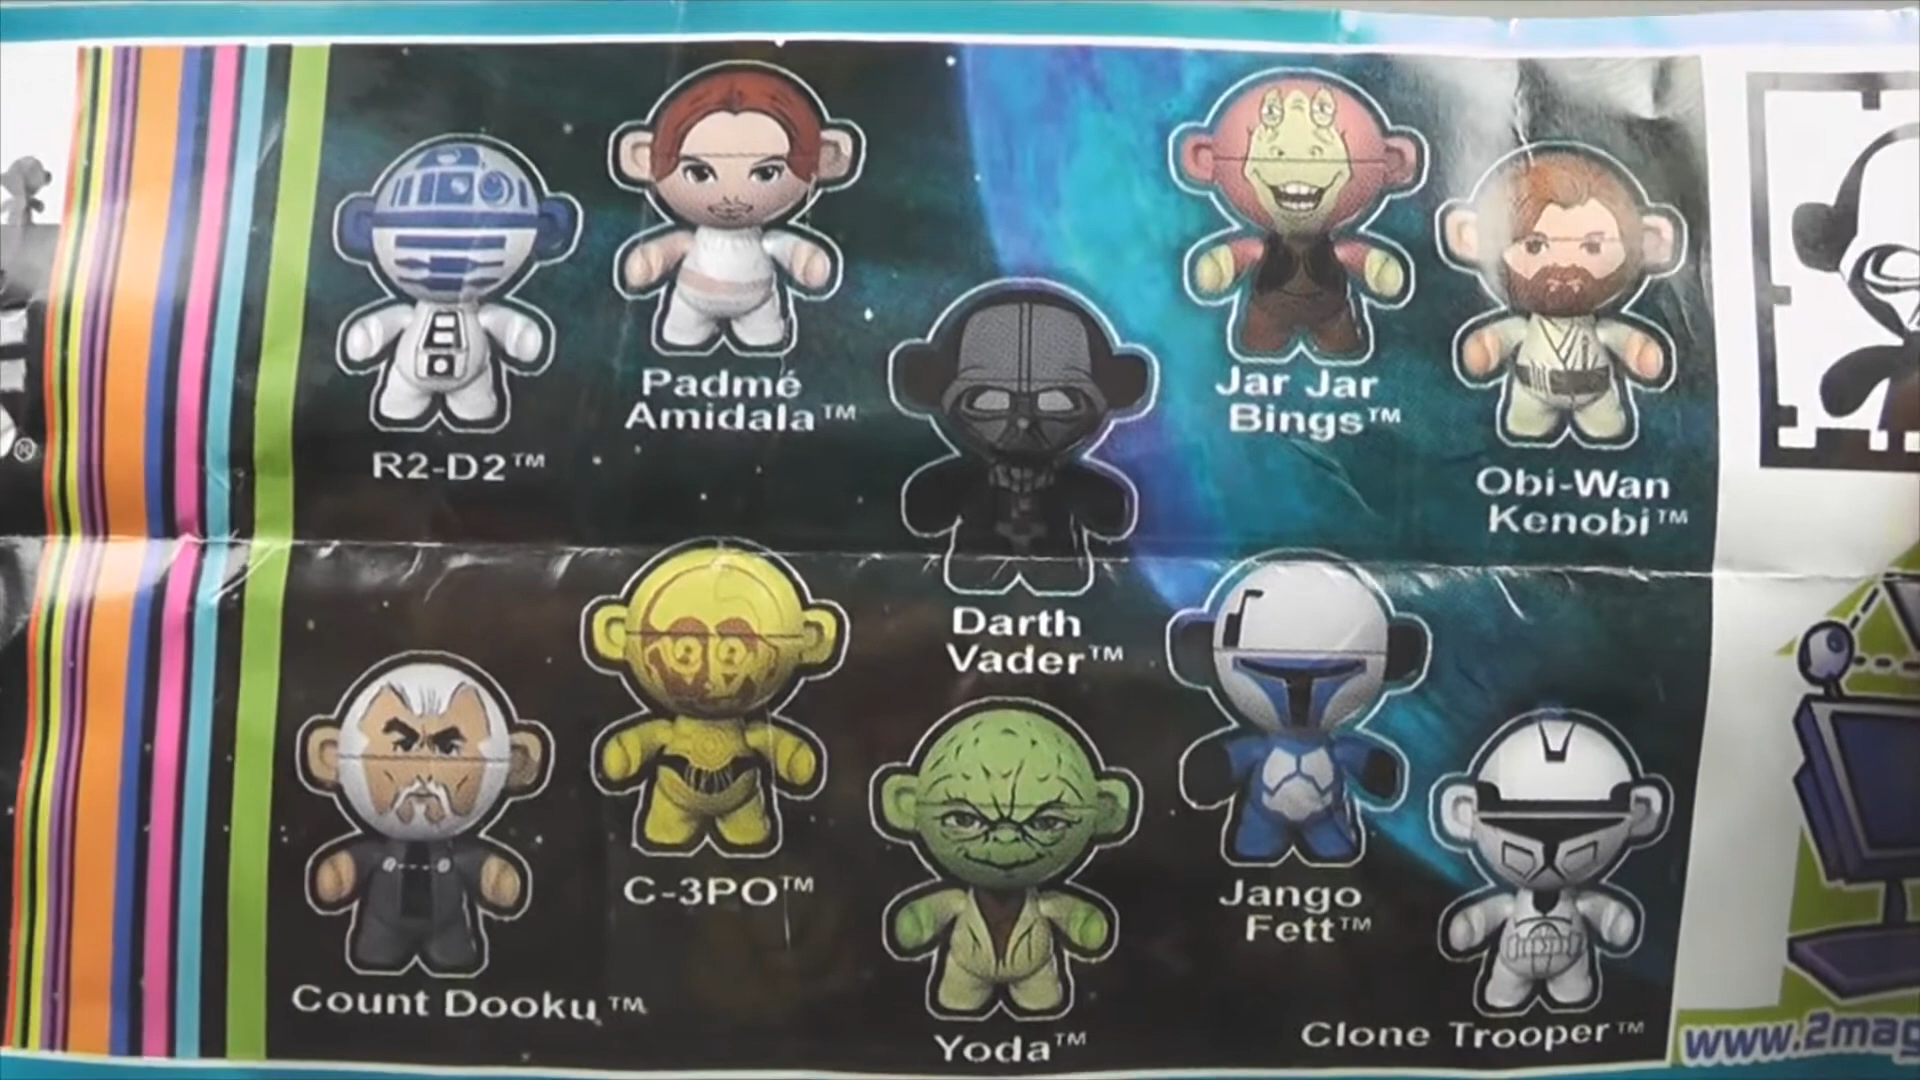 R2-D2™
Padmé
Amidala™
Darth
Vader™
Jar Jar
Bings™
Obi-Wan
Kenobi™
Count Dooku™
C-3PO™
Yoda™
Jango
Fett™
Clone Trooper™
www.2mag
®